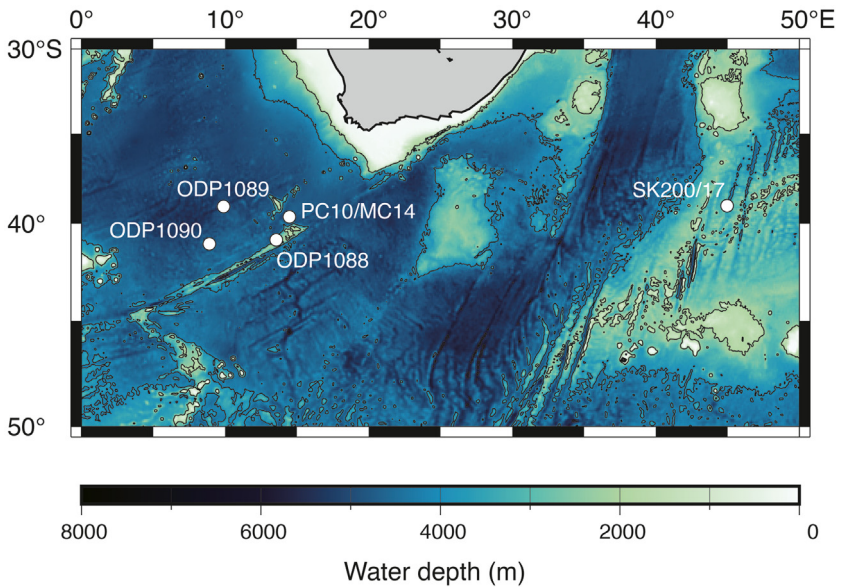 0° 10° 20° 30° 40° 50°E
30°S
SK200/17
ODP1089
PC10/MC14
40°
ODP1090
ODP1088
50°
8000 6000 4000 2000 0
Water depth (m)